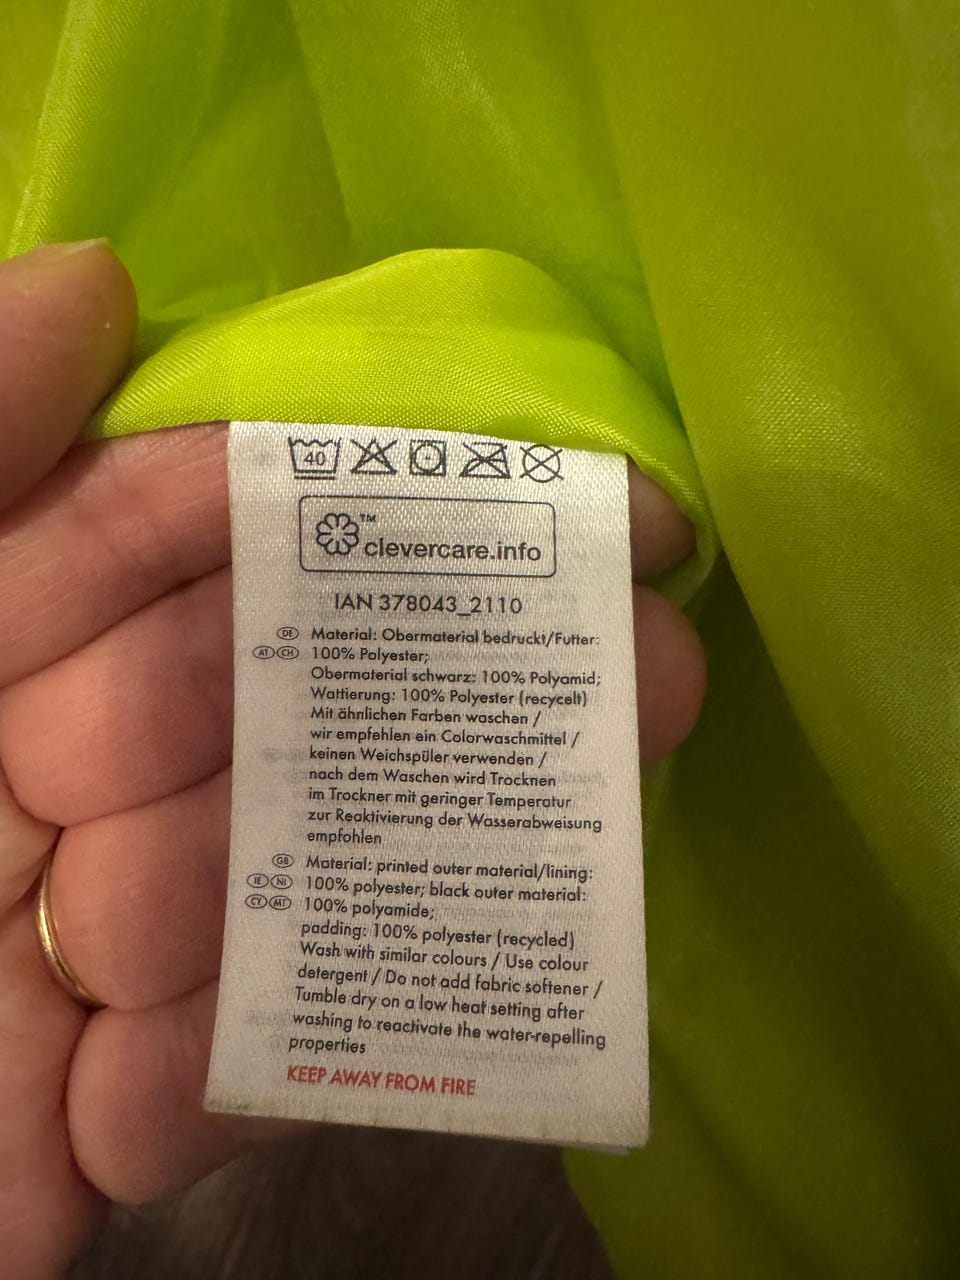 40
™
clevercare.info
IAN 378043_2110
DE Material: Obermaterial bedruckt/Futter:
AT CH 100% Polyester;
Obermaterial schwarz: 100% Polyamid;
Wattierung: 100% Polyester (recycelt)
Mit ähnlichen Farben waschen /
wir empfehlen ein Colorwaschmittel /
keinen Weichspüler verwenden /
nach dem Waschen wird Trocknen
im Trockner mit geringer Temperatur
zur Reaktivierung der Wasserabweisung
empfohlen
GB Material: printed outer material/lining:
IE NI 100% polyester; black outer material:
CY MT 100% polyamide;
padding: 100% polyester (recycled)
Wash with similar colours / Use colour
detergent / Do not add fabric softener /
Tumble dry on a low heat setting after
washing to reactivate the water-repelling
properties
KEEP AWAY FROM FIRE